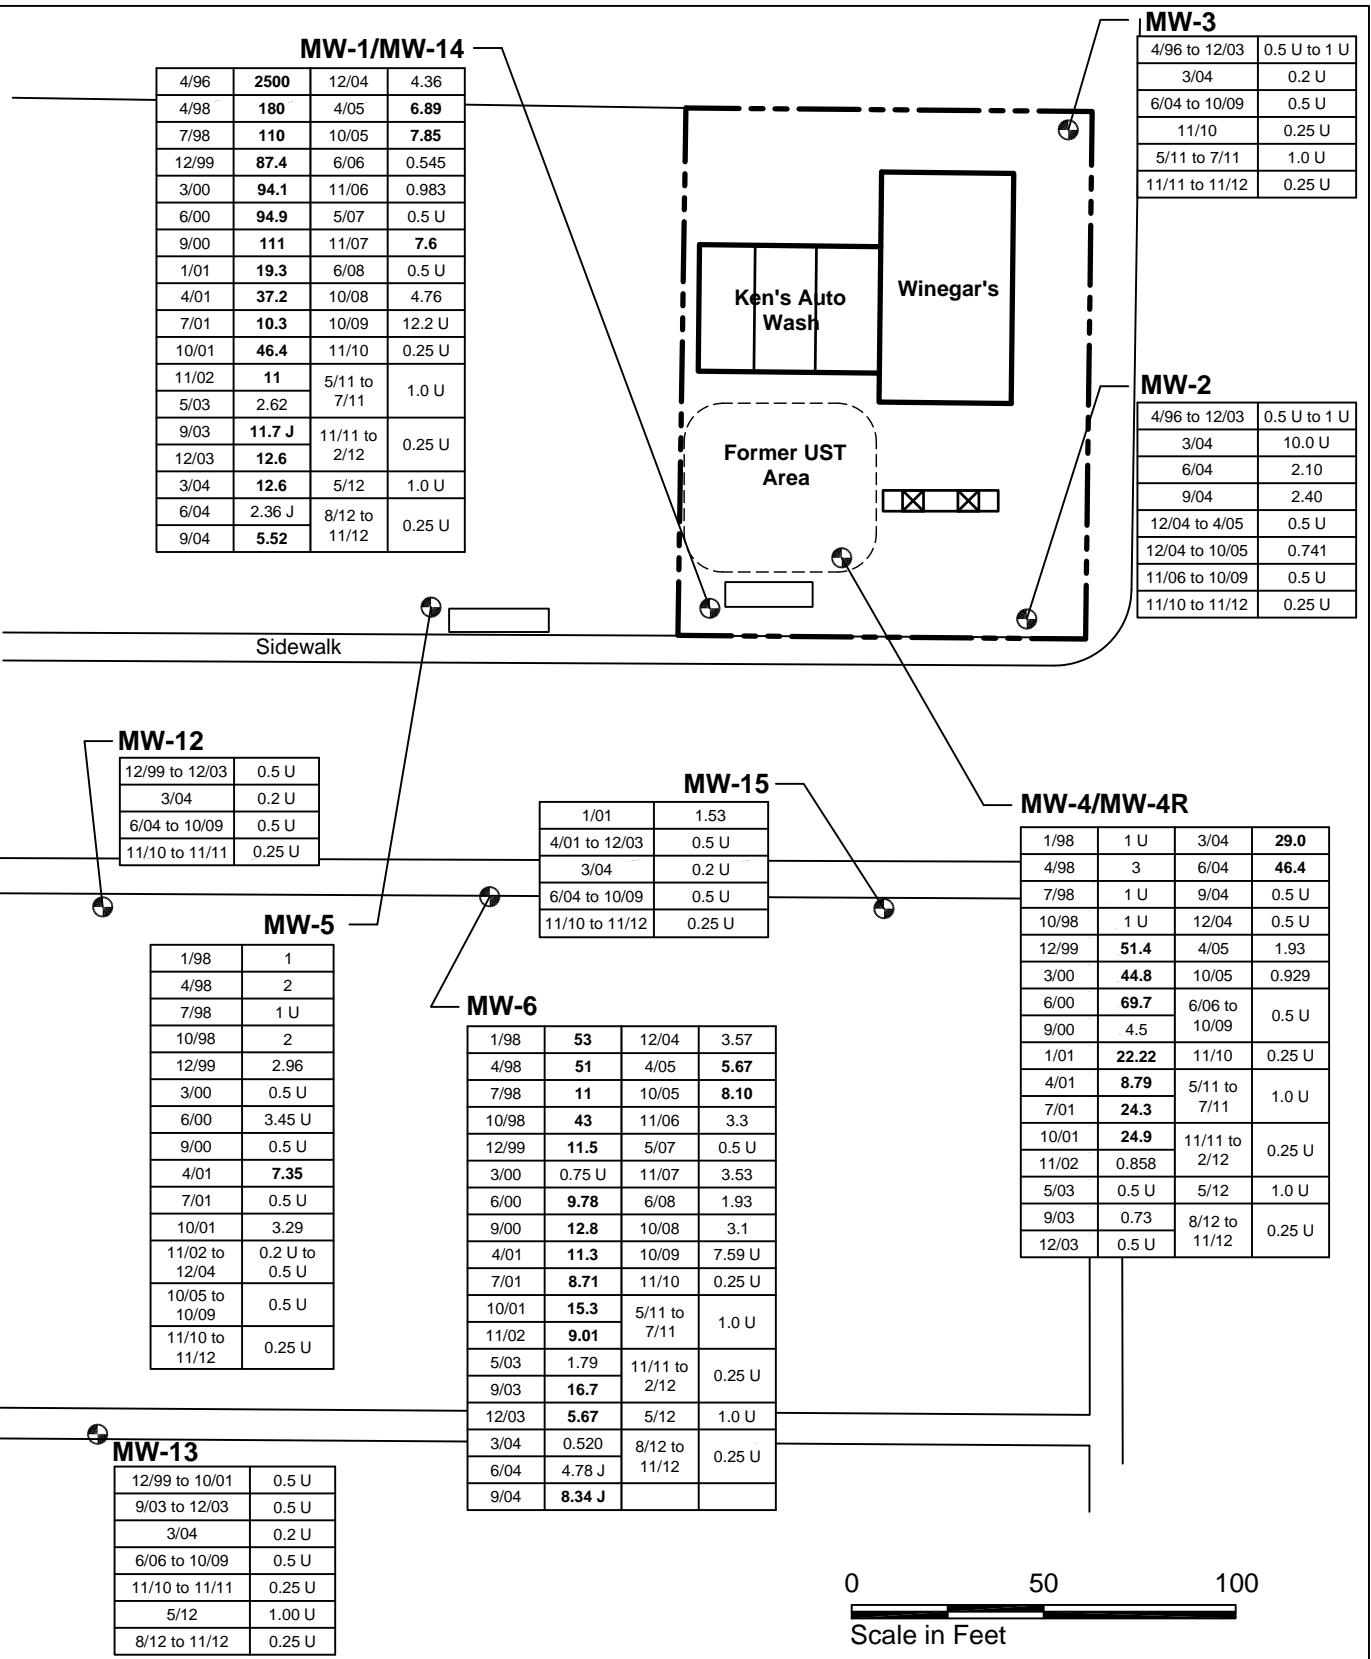 MW-1/MW-14
4/96 2500 12/04 4.36
4/98 180 4/05 6.89
7/98 110 10/05 7.85
12/99 87.4 6/06 0.545
3/00 94.1 11/06 0.983
6/00 94.9 5/07 0.5 U
9/00 111 11/07 7.6
1/01 19.3 6/08 0.5 U
4/01 37.2 10/08 4.76
7/01 10.3 10/09 12.2 U
10/01 46.4 11/10 0.25 U
11/02 11 5/11 to 7/11 1.0 U
5/03 2.62
9/03 11.7 J 11/11 to 2/12 0.25 U
12/03 12.6
3/04 12.6 5/12 1.0 U
6/04 2.36 J 8/12 to 11/12 0.25 U
9/04 5.52
MW-3
4/96 to 12/03 0.5 U to 1 U
3/04 0.2 U
6/04 to 10/09 0.5 U
11/10 0.25 U
5/11 to 7/11 1.0 U
11/11 to 11/12 0.25 U
Ken's Auto
Wash
Winegar's
Former UST
Area
MW-2
4/96 to 12/03 0.5 U to 1 U
3/04 10.0 U
6/04 2.10
9/04 2.40
12/04 to 4/05 0.5 U
12/04 to 10/05 0.741
11/06 to 10/09 0.5 U
11/10 to 11/12 0.25 U
Sidewalk
MW-12
12/99 to 12/03 0.5 U
3/04 0.2 U
6/04 to 10/09 0.5 U
11/10 to 11/11 0.25 U
MW-15
1/01 1.53
4/01 to 12/03 0.5 U
3/04 0.2 U
6/04 to 10/09 0.5 U
11/10 to 11/12 0.25 U
MW-4/MW-4R
1/98 1 U 3/04 29.0
4/98 3 6/04 46.4
7/98 1 U 9/04 0.5 U
10/98 1 U 12/04 0.5 U
12/99 51.4 4/05 1.93
3/00 44.8 10/05 0.929
6/00 69.7 6/06 to 10/09 0.5 U
9/00 4.5
1/01 22.22 11/10 0.25 U
4/01 8.79 5/11 to 7/11 1.0 U
7/01 24.3
10/01 24.9 11/11 to 2/12 0.25 U
11/02 0.858
5/03 0.5 U 5/12 1.0 U
9/03 0.73 8/12 to 11/12 0.25 U
12/03 0.5 U
MW-5
1/98 1
4/98 2
7/98 1 U
10/98 2
12/99 2.96
3/00 0.5 U
6/00 3.45 U
9/00 0.5 U
4/01 7.35
7/01 0.5 U
10/01 3.29
11/02 to 0.2 U to
12/04 0.5 U
10/05 to
10/09 0.5 U
11/10 to
11/12 0.25 U
MW-6
1/98 53 12/04 3.57
4/98 51 4/05 5.67
7/98 11 10/05 8.10
10/98 43 11/06 3.3
12/99 11.5 5/07 0.5 U
3/00 0.75 U 11/07 3.53
6/00 9.78 6/08 1.93
9/00 12.8 10/08 3.1
4/01 11.3 10/09 7.59 U
7/01 8.71 11/10 0.25 U
10/01 15.3 5/11 to 7/11 1.0 U
11/02 9.01
5/03 1.79 11/11 to 2/12 0.25 U
9/03 16.7
12/03 5.67 5/12 1.0 U
3/04 0.520 8/12 to 11/12 0.25 U
6/04 4.78 J
9/04 8.34 J
MW-13
12/99 to 10/01 0.5 U
9/03 to 12/03 0.5 U
3/04 0.2 U
6/06 to 10/09 0.5 U
11/10 to 11/11 0.25 U
5/12 1.00 U
8/12 to 11/12 0.25 U
0 50 100
Scale in Feet